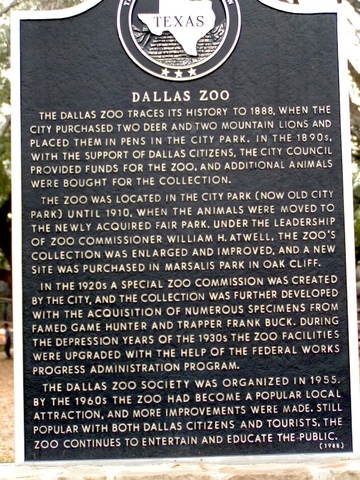 TEXAS
DALLAS ZOO
THE DALLAS ZOO TRACES ITS HISTORY TO 1888, WHEN THE
CITY PURCHASED TWO DEER AND TWO MOUNTAIN LIONS AND
PLACED THEM IN PENS IN THE CITY PARK. IN THE 1890s,
WITH THE SUPPORT OF DALLAS CITIZENS, THE CITY COUNCIL
PROVIDED FUNDS FOR THE ZOO, AND ADDITIONAL ANIMALS
WERE BOUGHT FOR THE COLLECTION.
THE ZOO WAS LOCATED IN THE CITY PARK (NOW OLD CITY
PARK) UNTIL 1910, WHEN THE ANIMALS WERE MOVED TO
THE NEWLY ACQUIRED FAIR PARK. UNDER THE LEADERSHIP
OF ZOO COMMISSIONER WILLIAM H. ATWELL, THE ZOO'S
COLLECTION WAS ENLARGED AND IMPROVED, AND A NEW
SITE WAS PURCHASED IN MARSALIS PARK IN OAK CLIFF.
IN THE 1920s A SPECIAL ZOO COMMISSION WAS CREATED
BY THE CITY, AND THE COLLECTION WAS FURTHER DEVELOPED
WITH THE ACQUISITION OF NUMEROUS SPECIMENS FROM
FAMED GAME HUNTER AND TRAPPER FRANK BUCK. DURING
THE DEPRESSION YEARS OF THE 1930s THE ZOO FACILITIES
WERE UPGRADED WITH THE HELP OF THE FEDERAL WORKS
PROGRESS ADMINISTRATION PROGRAM.
THE DALLAS ZOO SOCIETY WAS ORGANIZED IN 1955.
BY THE 1960s THE ZOO HAD BECOME A POPULAR LOCAL
ATTRACTION, AND MORE IMPROVEMENTS WERE MADE. STILL
POPULAR WITH BOTH DALLAS CITIZENS AND TOURISTS, THE
ZOO CONTINUES TO ENTERTAIN AND EDUCATE THE PUBLIC.
(1988)